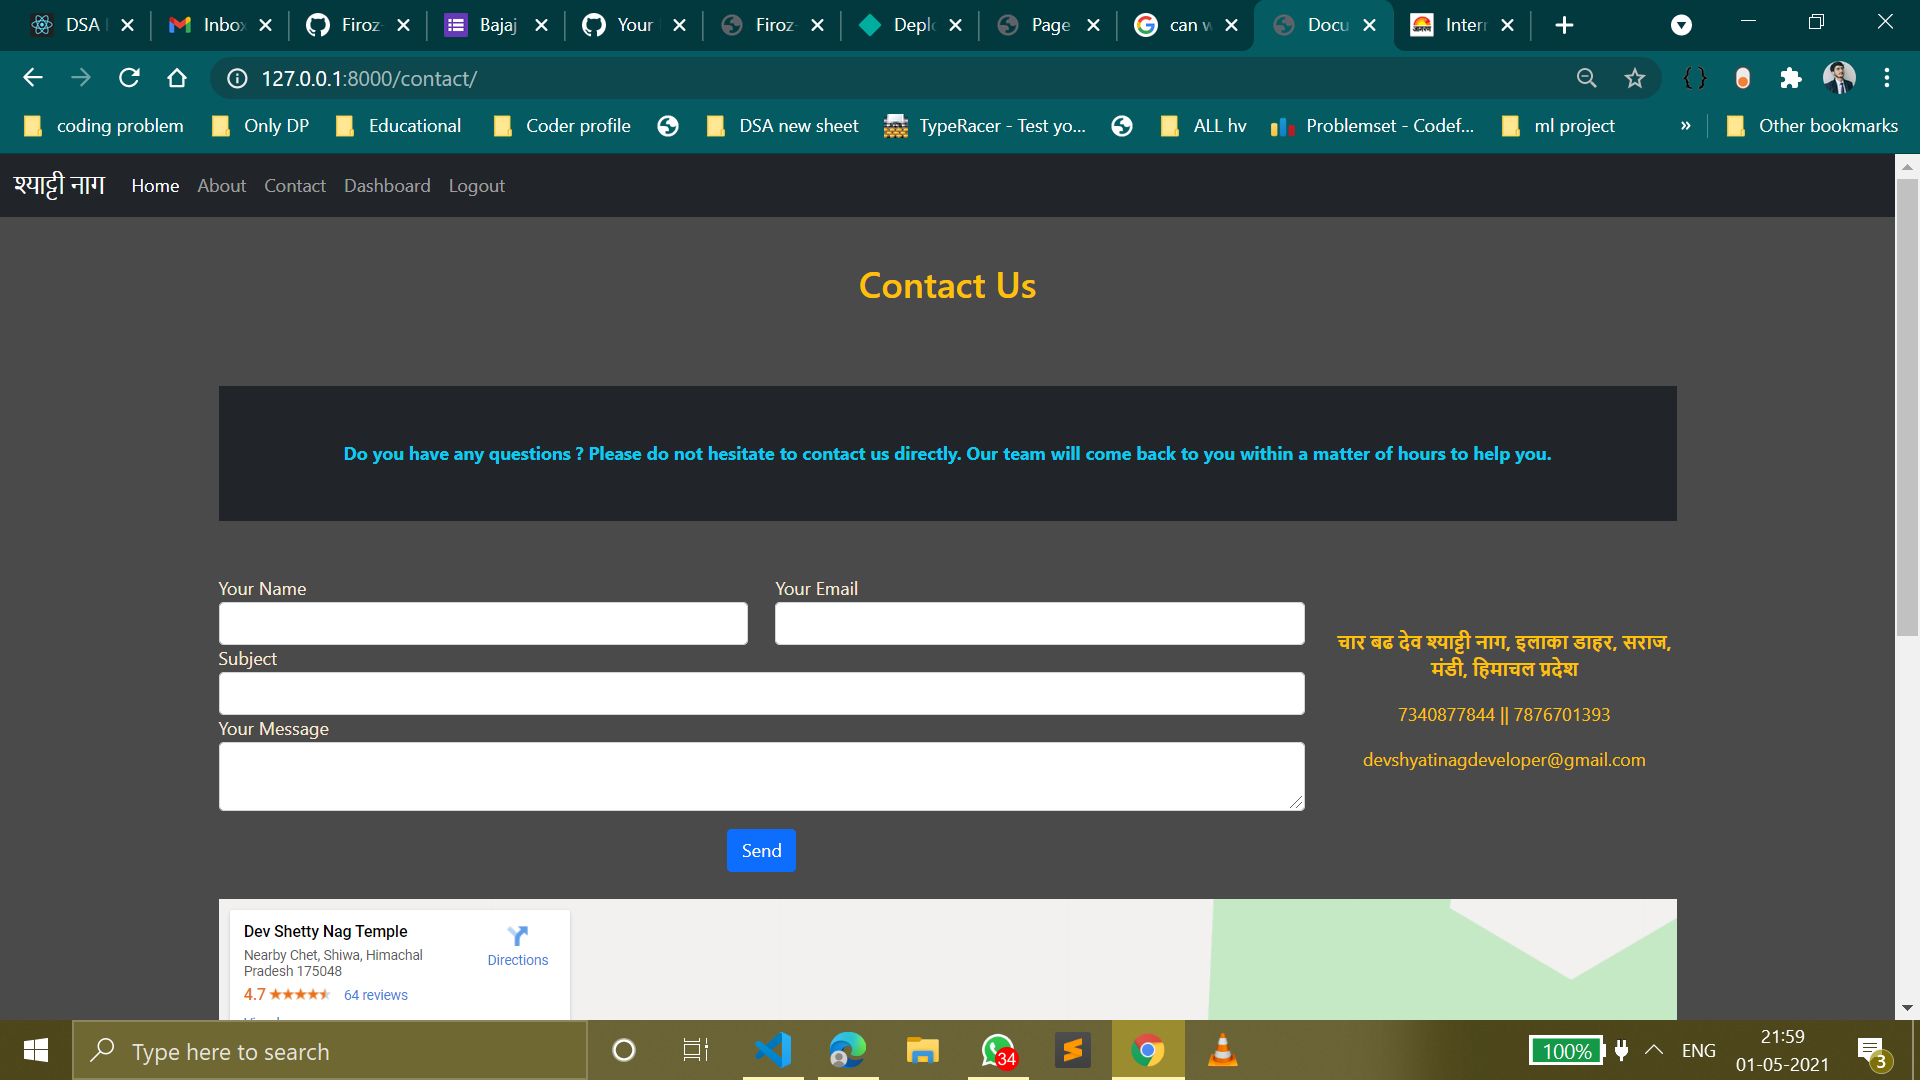 DSA
Inbo
Firoz-
Bajaj
Your
Firoz-
Deplo
Page
can w
Docu
Intern
127.0.0.1:8000/contact/
coding problem
Only DP
Educational
Coder profile
DSA new sheet
TypeRacer - Test yo...
ALL hv
Problemset - Codef...
ml project
»
Other bookmarks
श्याट्टी नाग
Home
About
Contact
Dashboard
Logout
Contact Us
Do you have any questions ? Please do not hesitate to contact us directly. Our team will come back to you within a matter of hours to help you.
Your Name
Your Email
Subject
Your Message
Send
चार बढ देव श्याट्टी नाग, इलाका डाहर, सराज,
मंडी, हिमाचल प्रदेश
7340877844 || 7876701393
devshyatinagdeveloper@gmail.com
Dev Shetty Nag Temple
Nearby Chet, Shiwa, Himachal
Pradesh 175048
4.7
64 reviews
Directions
Type here to search
34
100%
ENG
21:59
01-05-2021
3